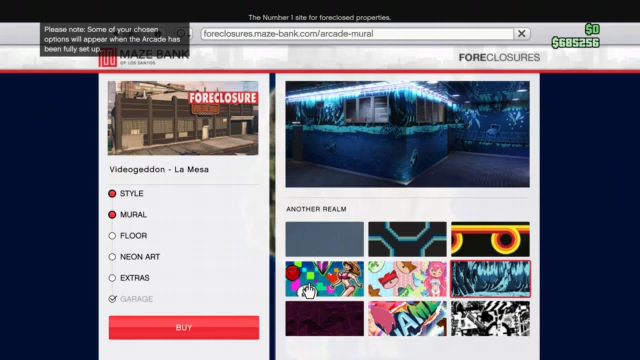 The Number 1 site for foreclosed properties.
Please note: Some of your chosen
options will appear when the Arcade has
been fully set up.
foreclosures.maze-bank.com/arcade-mural
$0
$685256
MAZE BANK
OF LOS SANTOS
FORECLOSURES
FORECLOSURE
Videogeddon - La Mesa
STYLE
MURAL
FLOOR
NEON ART
EXTRAS
GARAGE
BUY
ANOTHER REALM